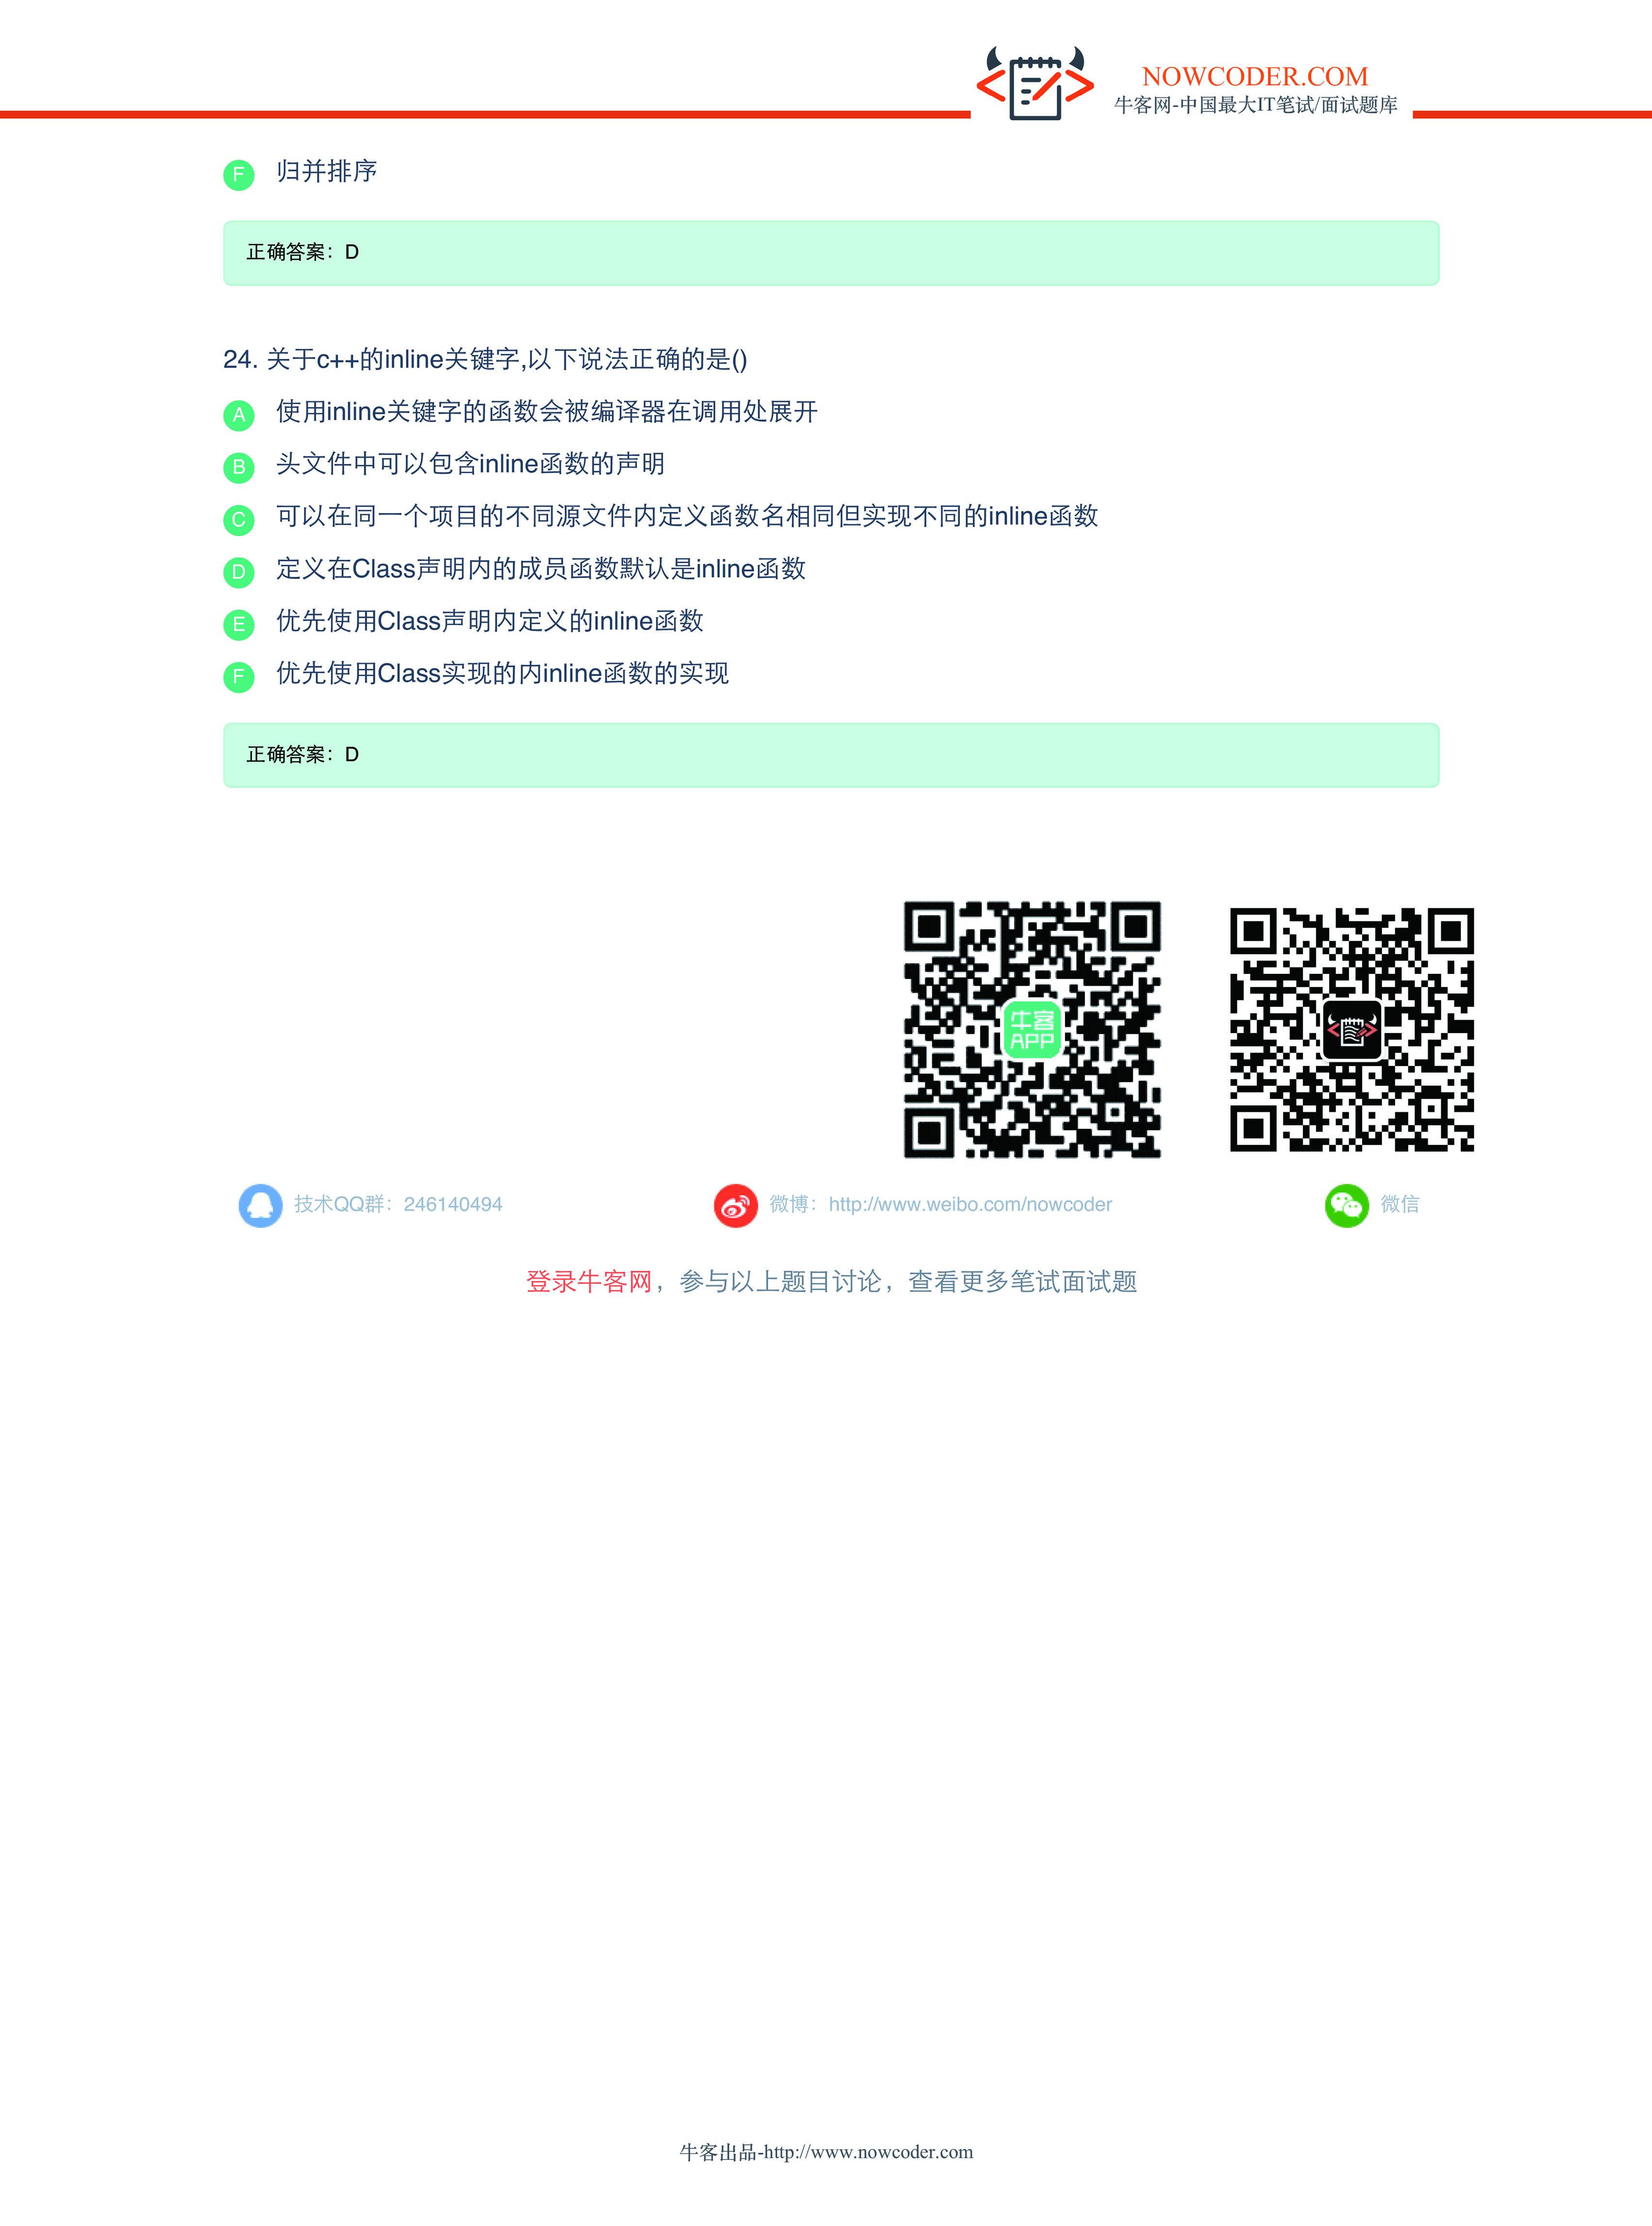 NOWCODER.COM
牛客网-中国最大IT笔试/面试题库
F 归并排序
正确答案：D
24. 关于c++的inline关键字,以下说法正确的是()
A 使用inline关键字的函数会被编译器在调用处展开
B 头文件中可以包含inline函数的声明
C 可以在同一个项目的不同源文件内定义函数名相同但实现不同的inline函数
D 定义在Class声明内的成员函数默认是inline函数
E 优先使用Class声明内定义的inline函数
F 优先使用Class实现的内inline函数的实现
正确答案：D
牛客
APP
技术QQ群：246140494
微博：http://www.weibo.com/nowcoder
微信
登录牛客网，参与以上题目讨论，查看更多笔试面试题
牛客出品-http://www.nowcoder.com